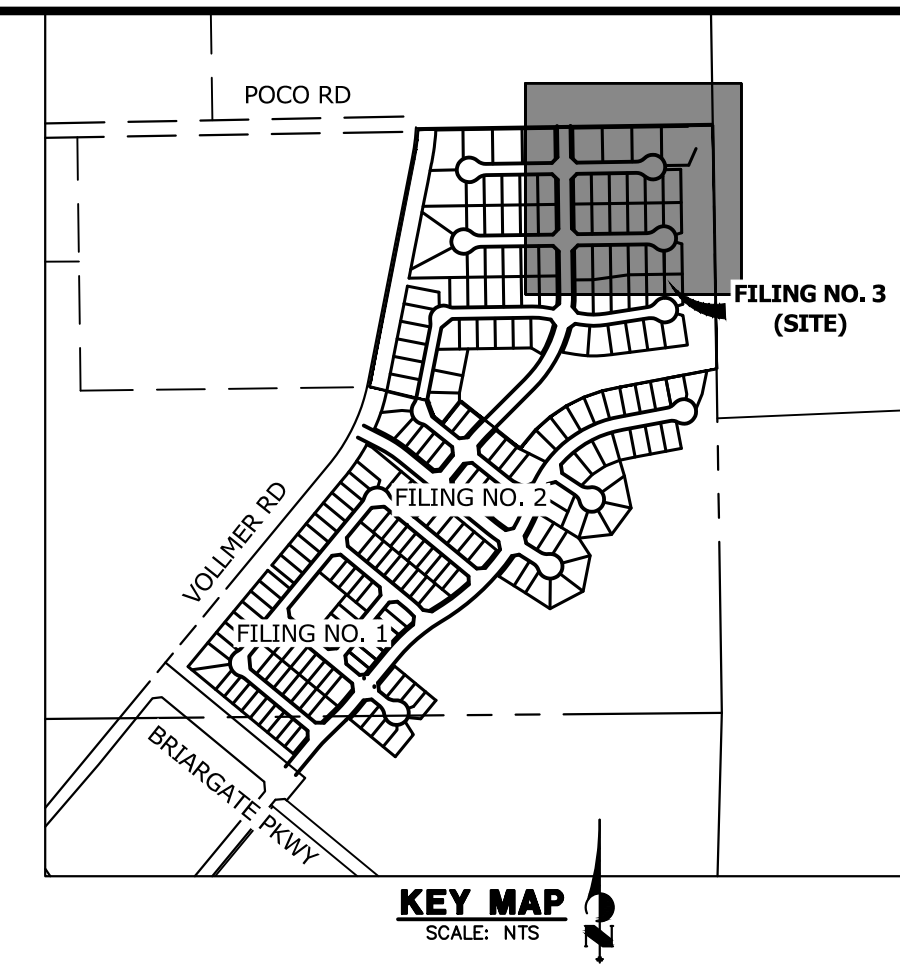 POCO RD
FILING NO. 3
(SITE)
FILING NO. 2
VOLLMER RD
FILING NO. 1
BRIARGATE PKWY
KEY MAP
SCALE: NTS
N